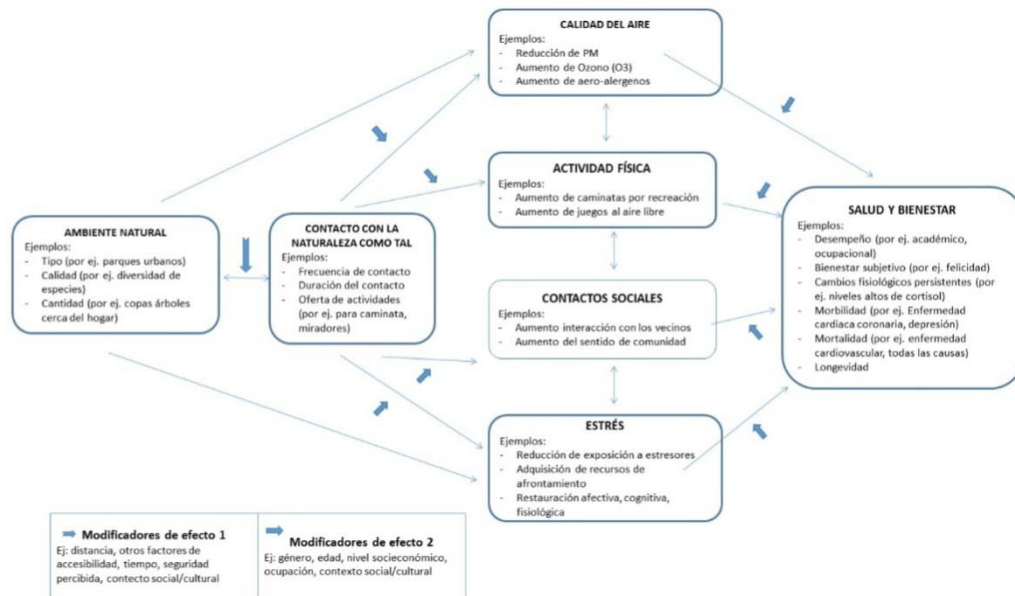 CALIDAD DEL AIRE
Ejemplos:
- Reducción de PM
- Aumento de Ozono (O3)
- Aumento de aero-alergenos
ACTIVIDAD FÍSICA
Ejemplos:
- Aumento de caminatas por recreación
- Aumento de juegos al aire libre
AMBIENTE NATURAL
Ejemplos:
- Tipo (por ej. parques urbanos)
- Calidad (por ej. diversidad de
especies)
- Cantidad (por ej. copas árboles
cerca del hogar)
CONTACTO CON LA
NATURALEZA COMO TAL
Ejemplos:
- Frecuencia de contacto
- Duración del contacto
- Oferta de actividades
(por ej. para caminata,
miradores)
CONTACTOS SOCIALES
Ejemplos:
- Aumento interacción con los vecinos
- Aumento del sentido de comunidad
SALUD Y BIENESTAR
Ejemplos:
- Desempeño (por ej. académico,
ocupacional)
- Bienestar subjetivo (por ej. felicidad)
- Cambios fisiológicos persistentes (por
ej. niveles altos de cortisol)
- Morbilidad (por ej. Enfermedad
cardiaca coronaria, depresión)
- Mortalidad (por ej. enfermedad
cardiovascular, todas las causas)
- Longevidad
ESTRÉS
Ejemplos:
- Reducción de exposición a estresores
- Adquisición de recursos de
afrontamiento
- Restauración afectiva, cognitiva,
fisiológica
Modificadores de efecto 1
Ej: distancia, otros factores de
accesibilidad, tiempo, seguridad
percibida, contecto social/cultural
Modificadores de efecto 2
Ej: género, edad, nivel socieconómico,
ocupación, contexto social/cultural